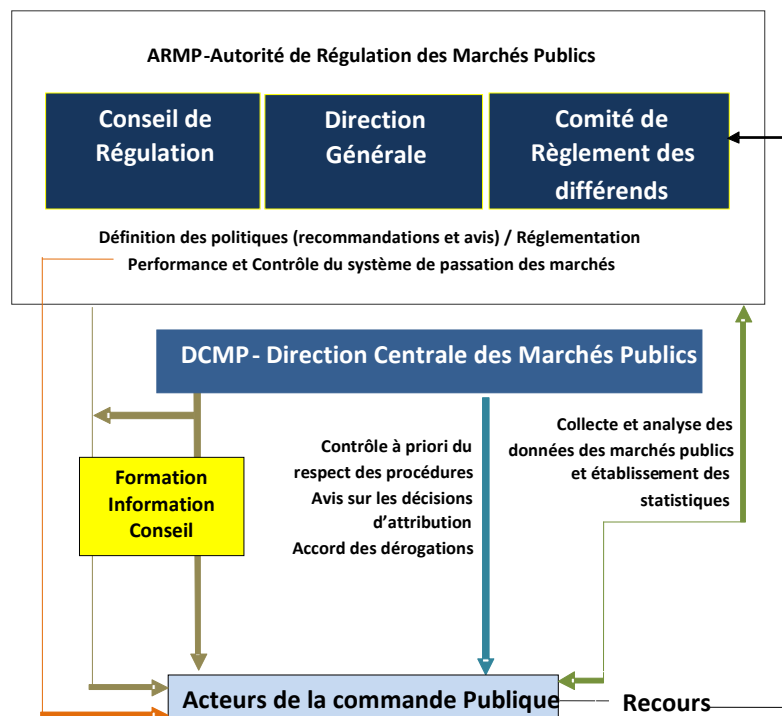 ARMP-Autorité de Régulation des Marchés Publics
Conseil de
Régulation
Direction
Générale
Comité de
Règlement des
différends
Définition des politiques (recommandations et avis) / Réglementation
Performance et Contrôle du système de passation des marchés
DCMP- Direction Centrale des Marchés Publics
Formation
Information
Conseil
Contrôle à priori du
respect des procédures
Avis sur les décisions
d’attribution
Accord des dérogations
Collecte et analyse des
données des marchés publics
et établissement des
statistiques
Acteurs de la commande Publique
Recours